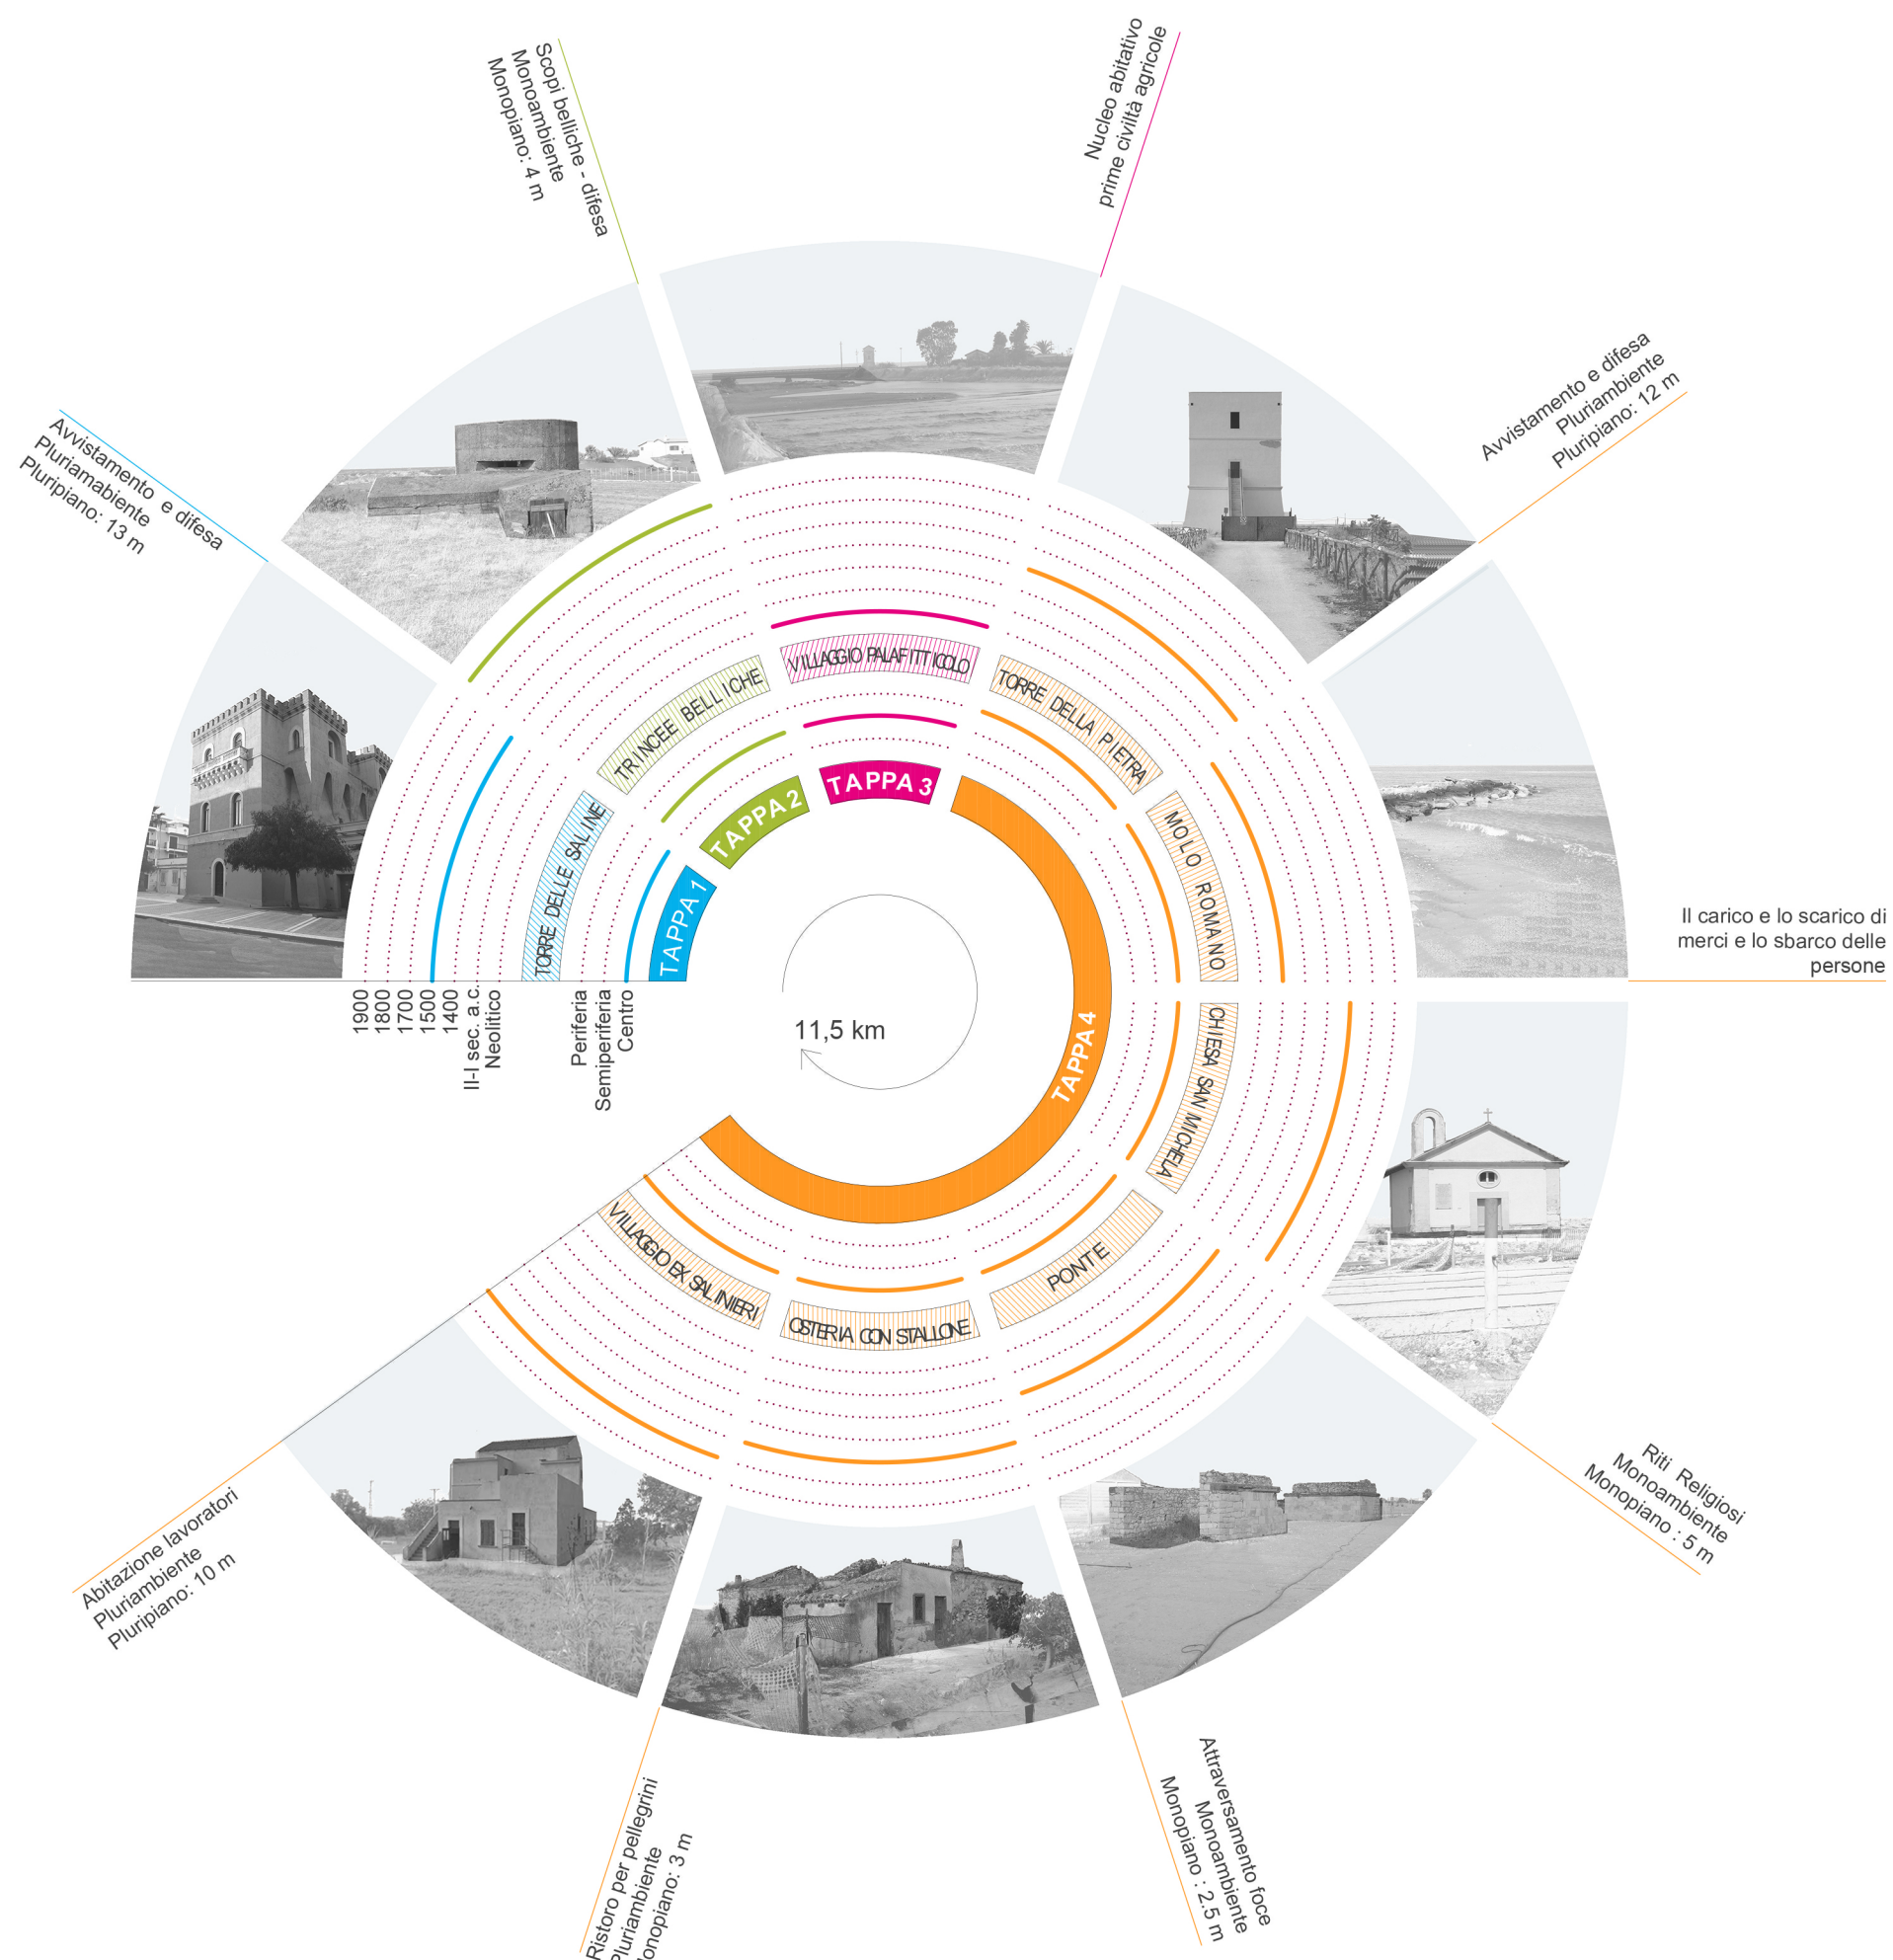 Scopi belliche - difesa
Monoambiente
Monopiano: 4 m
Nucleo abitativo
prime civiltà agricole
Avvistamento e difesa
Pluriambiente
Pluripiano: 12 m
Avvistamento e difesa
Pluriamabiente
Pluripiano: 13 m
Il carico e lo scarico di
merci e lo sbarco delle
persone
TORRE DELLE SALINE
TRINCEE BELLICHE
VILLAGGIO PALAFITTICOLO
TORRE DELLA PIETRA
MOLO ROMANO
CHIESA SAN MICHELA
PONTE
OSTERIA CON STALLONE
VILLAGGIO EX SALINIERI
TAPPA 1
TAPPA 2
TAPPA 3
TAPPA 4
11,5 km
1900
1800
1700
1500
1400
II-I sec. a.c.
Neolitico
Periferia
Semiperiferia
Centro
Riti Religiosi
Monoambiente
Monopiano : 5 m
Abitazione lavoratori
Pluriambiente
Pluripiano: 10 m
Ristoro per pellegrini
Pluriambiente
onopiano: 3 m
Attraversamento foce
Monoambiente
Monopiano : 2.5 m